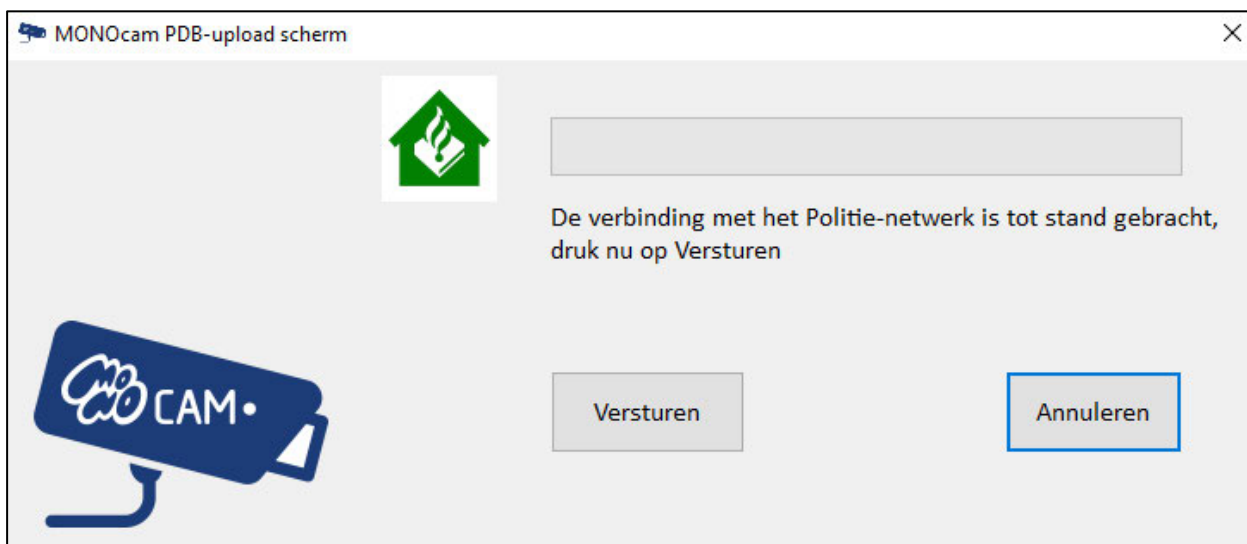 MONOcam PDB-upload scherm
De verbinding met het Politie-netwerk is tot stand gebracht,
druk nu op Versturen
MONO CAM
Versturen
Annuleren